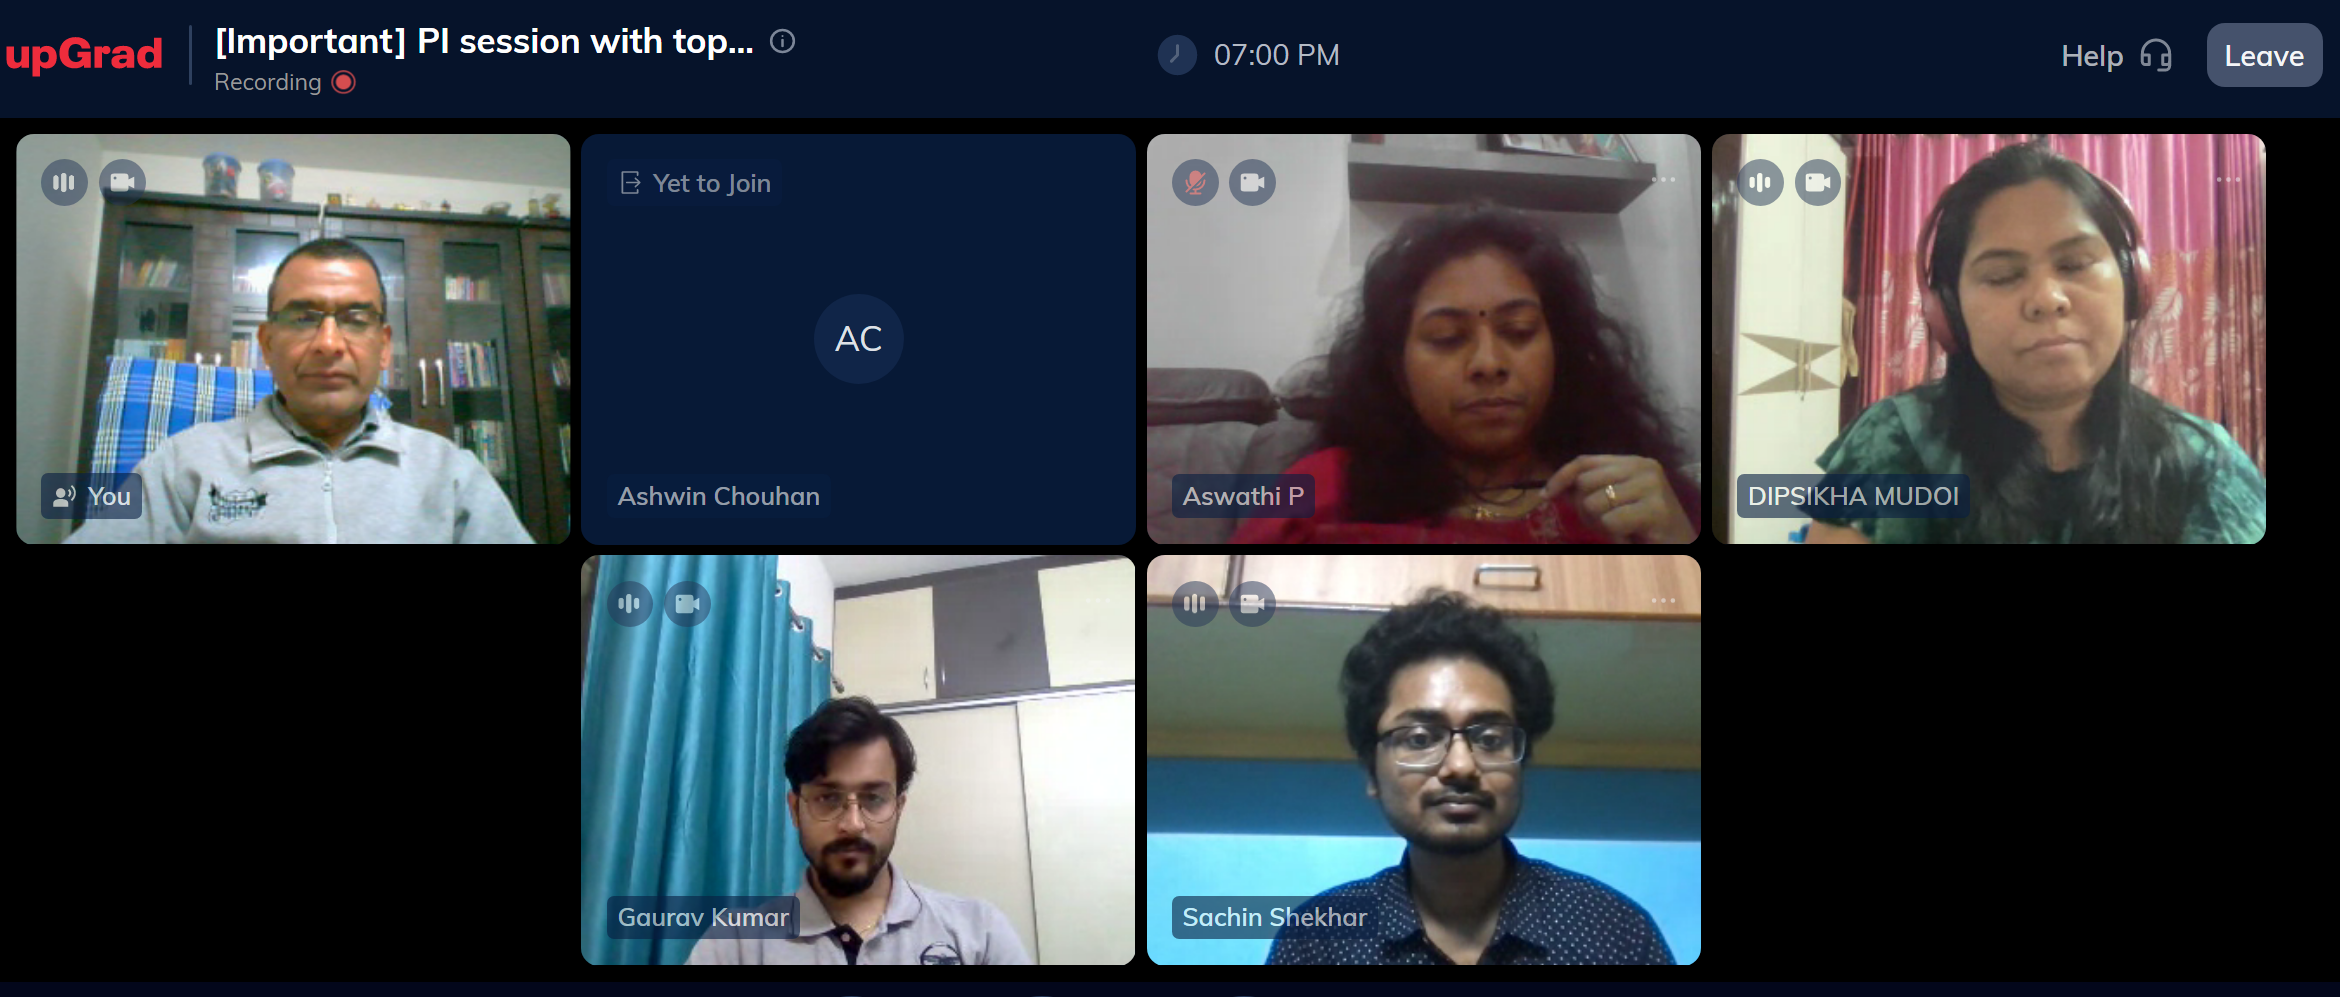 upGrad
[Important] PI session with top...
Recording
07:00 PM
Help
Leave
Yet to Join
AC
You
Ashwin Chouhan
Aswathi P
DIPSIKHA MUDOI
Gaurav Kumar
Sachin Shekhar